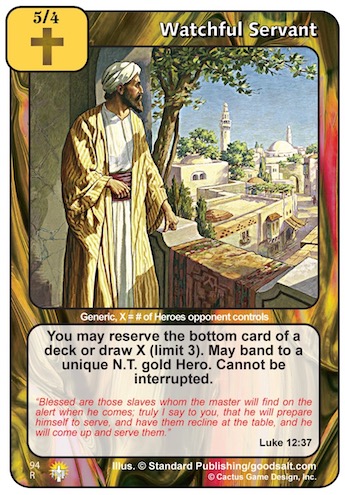 5/4
Watchful Servant
Generic, X = # of Heroes opponent controls
You may reserve the bottom card of a
deck or draw X (limit 3). May band to a
unique N.T. gold Hero. Cannot be
interrupted.
"Blessed are those slaves whom the master will find on the
alert when he comes; truly I say to you, that he will prepare
himself to serve, and have them recline at the table, and he
will come up and serve them."
Luke 12:37
94
R
Illus. © Standard Publishing/goodsalt.com
© Cactus Game Design, Inc.